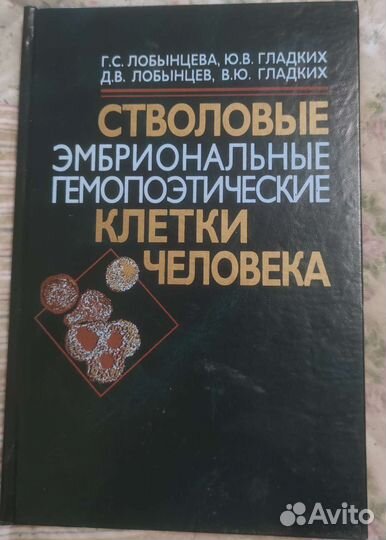 Г.С. ЛОБЫНЦЕВА, Ю.В. ГЛАДКИХ
Д.В. ЛОБЫНЦЕВ, В.Ю. ГЛАДКИХ
СТВОЛОВЫЕ
ЭМБРИОНАЛЬНЫЕ
ГЕМОПОЭТИЧЕСКИЕ
КЛЕТКИ
ЧЕЛОВЕКА
Avito